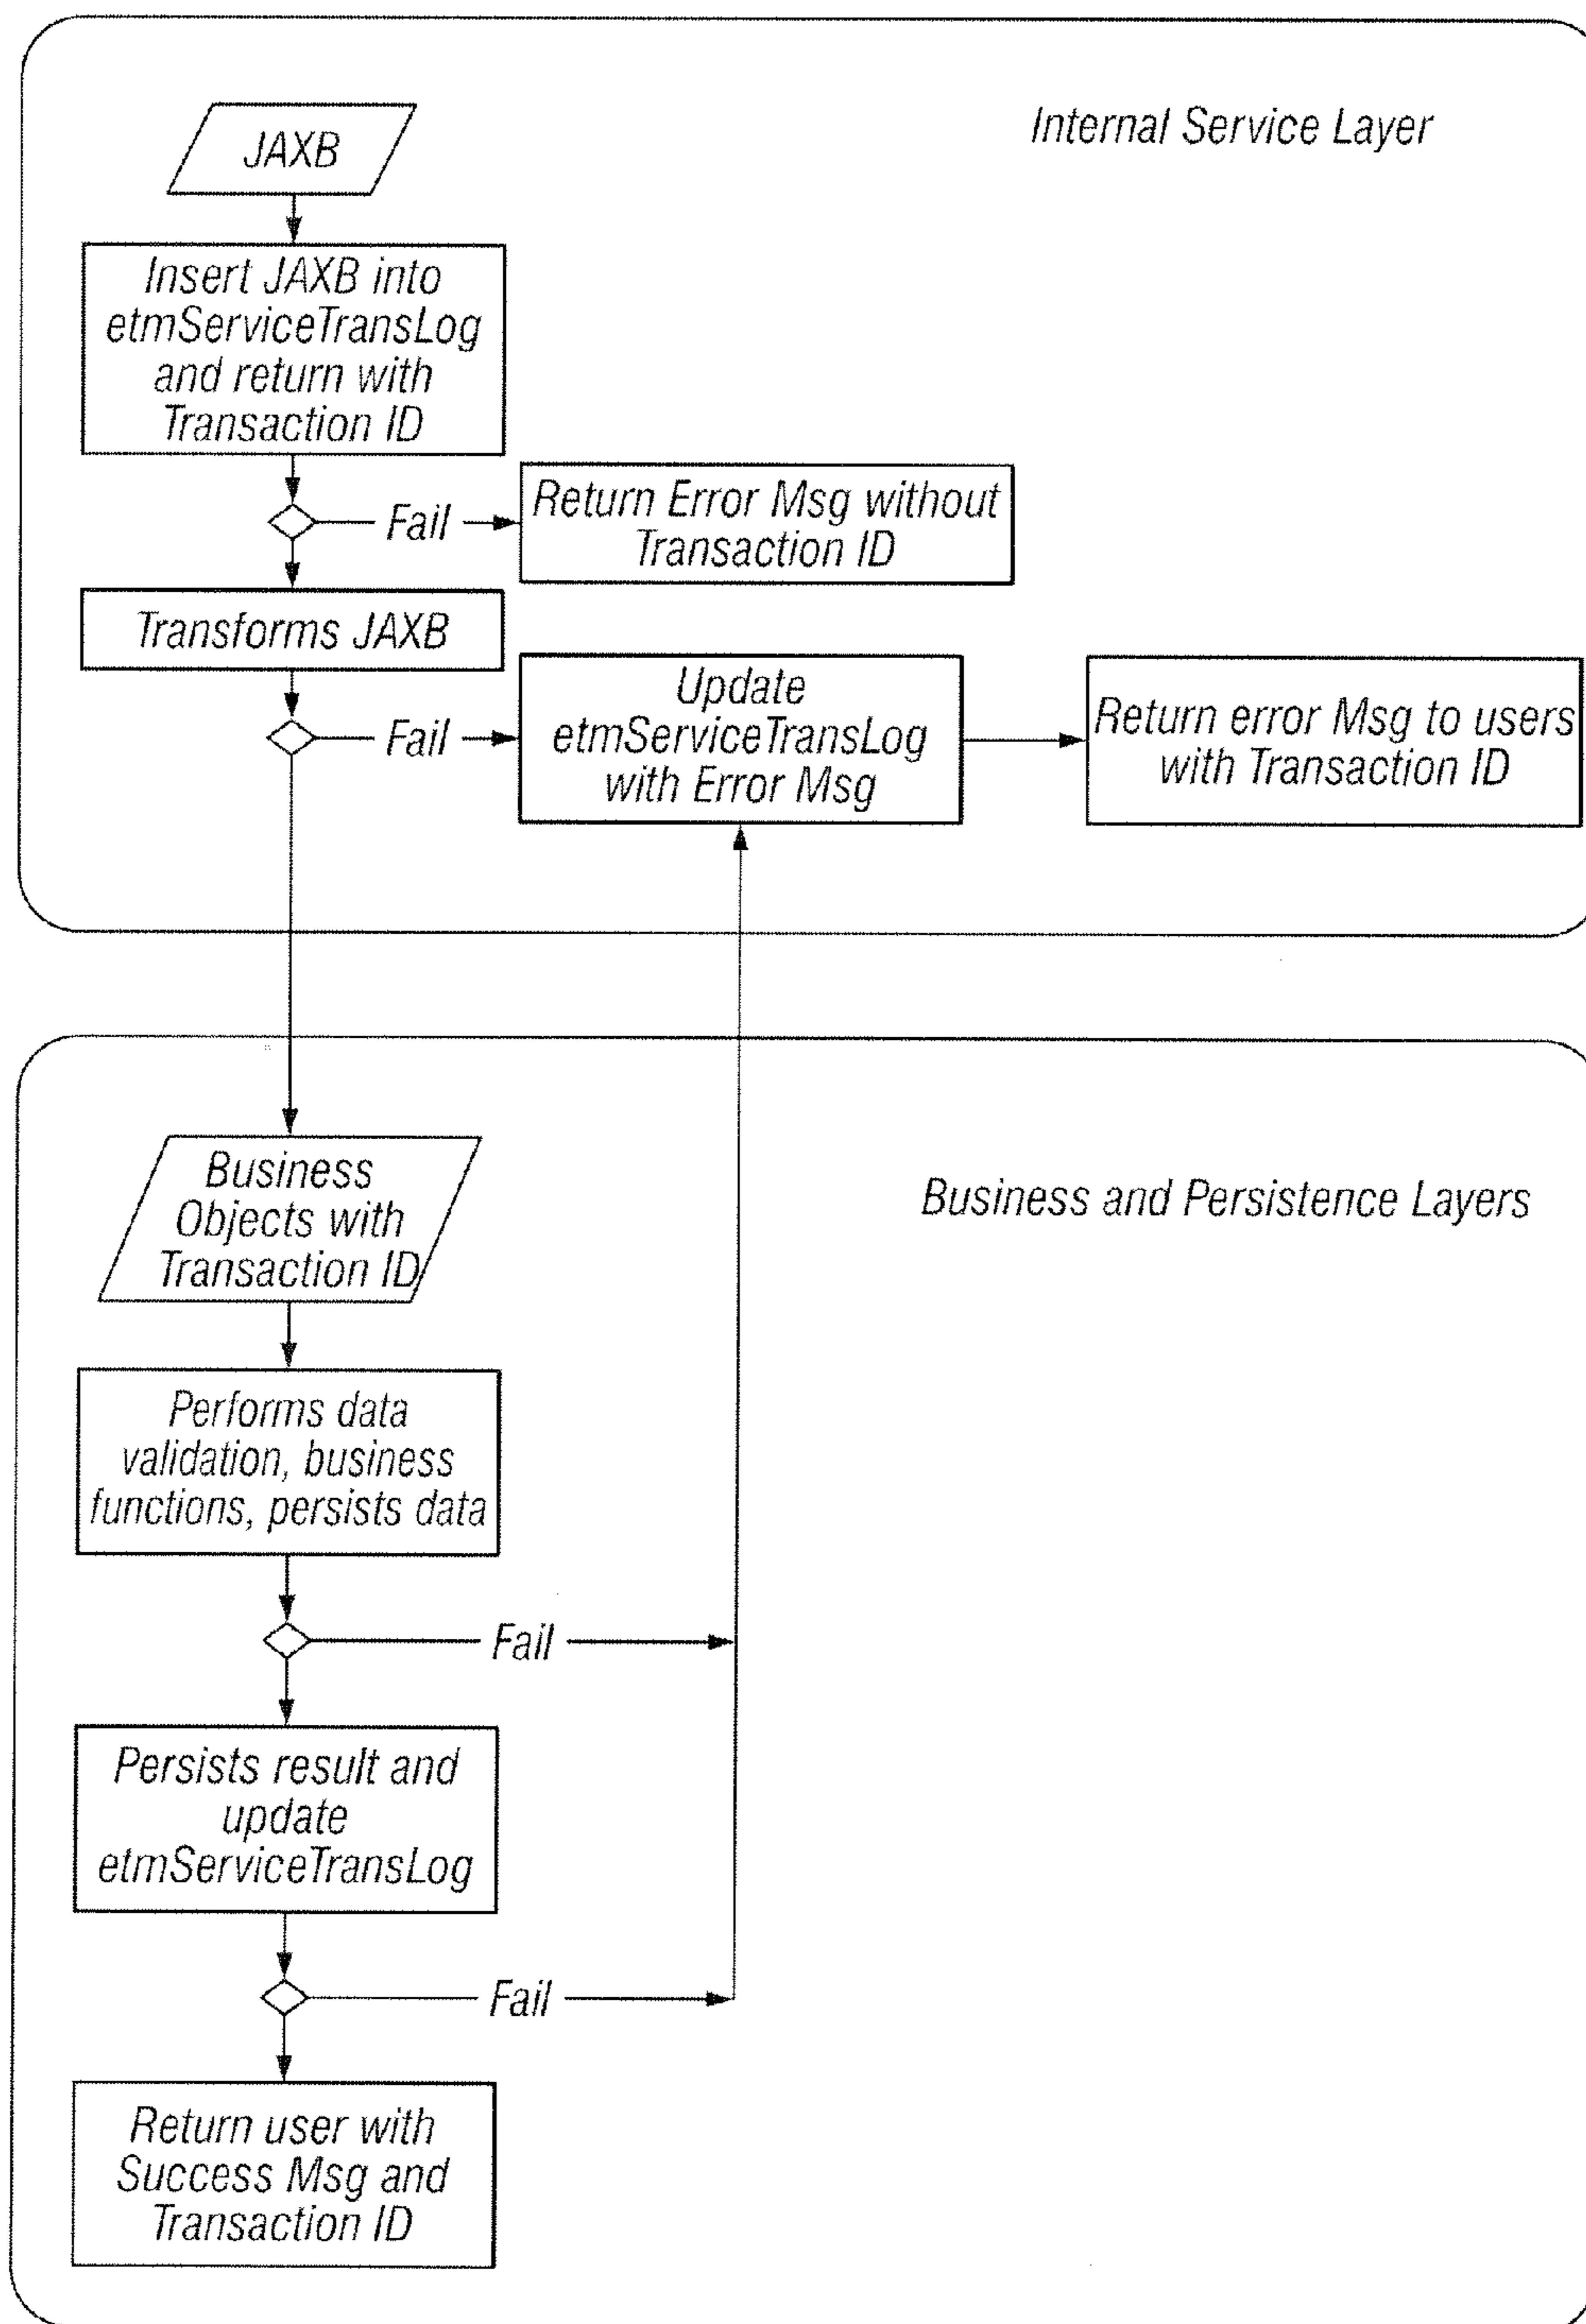 Internal Service Layer
JAXB
Insert JAXB into
etmServiceTransLog
and return with
Transaction ID
Fail
Return Error Msg without
Transaction ID
Transforms JAXB
Fail
Update
etmServiceTransLog
with Error Msg
Return error Msg to users
with Transaction ID
Business and Persistence Layers
Business
Objects with
Transaction ID
Performs data
validation, business
functions, persists data
Fail
Persists result and
update
etmServiceTransLog
Fail
Return user with
Success Msg and
Transaction ID